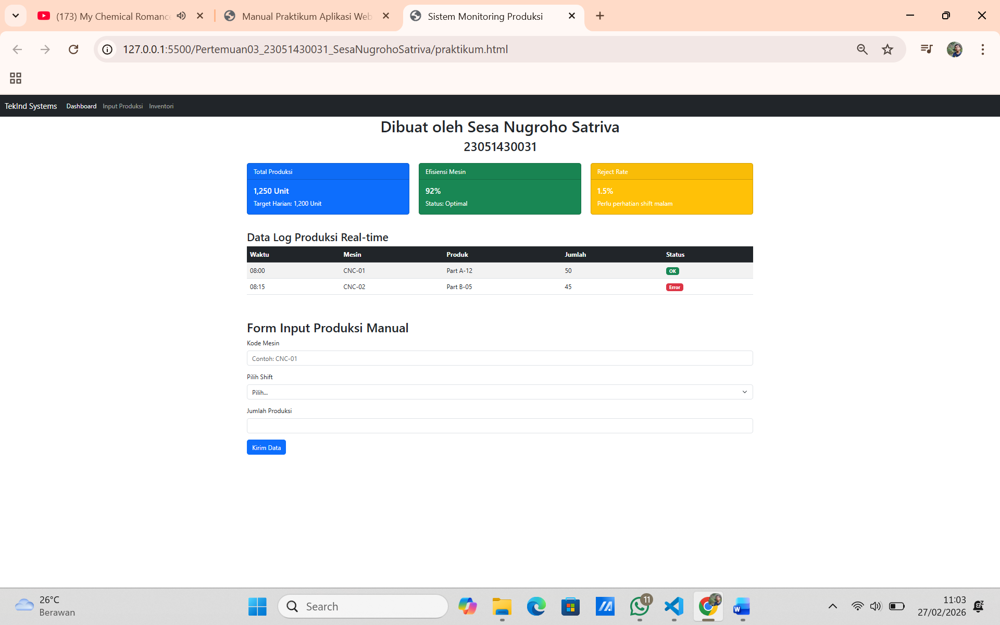 (173) My Chemical Romance
Manual Praktikum Aplikasi Web
Sistem Monitoring Produksi
127.0.0.1:5500/Pertemuan03_23051430031_SesaNugrohoSatriva/praktikum.html
TekInd Systems Dashboard Input Produksi Inventori
Dibuat oleh Sesa Nugroho Satriva
23051430031
Total Produksi
1,250 Unit
Target Harian: 1,200 Unit
Efisiensi Mesin
92%
Status: Optimal
Reject Rate
1.5%
Perlu perhatian shift malam
Data Log Produksi Real-time
Waktu Mesin Produk Jumlah Status
08:00 CNC-01 Part A-12 50 OK
08:15 CNC-02 Part B-05 45 Error
Form Input Produksi Manual
Kode Mesin
Contoh: CNC-01
Pilih Shift
Pilih...
Jumlah Produksi
Kirim Data
26°C
Berawan
Search
11
11:03
27/02/2026